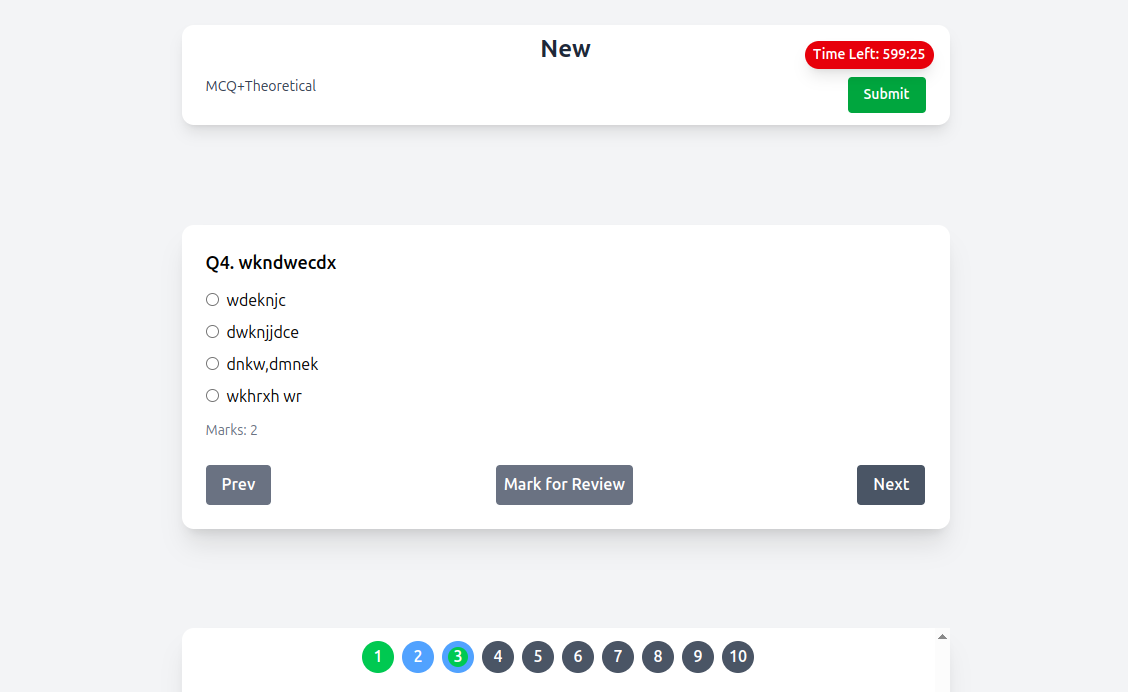 New
Time Left: 599:25
MCQ+Theoretical
Submit
Q4. wkndwecdx
wdeknjc
dwknjjdce
dnkw,dmnek
wkhrxh wr
Marks: 2
Prev Mark for Review Next
1 2 3 4 5 6 7 8 9 10